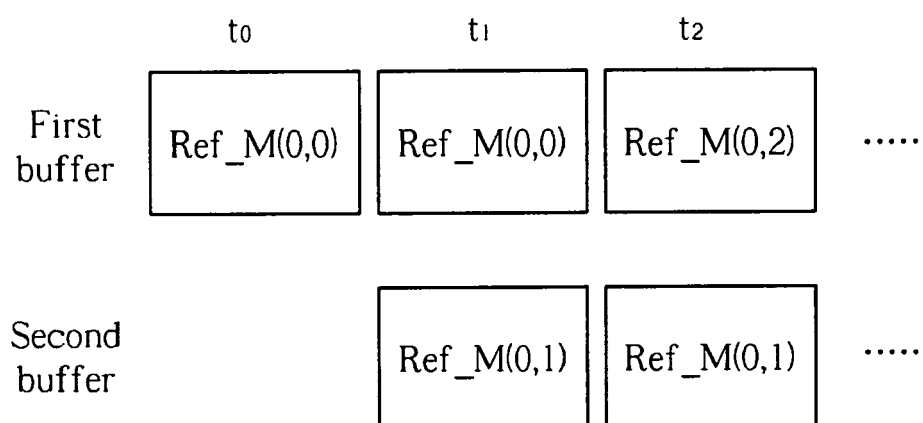 t0 t1 t2
First buffer
Ref_M(0,0) Ref_M(0,0) Ref_M(0,2) .....
Second buffer
Ref_M(0,1) Ref_M(0,1) .....